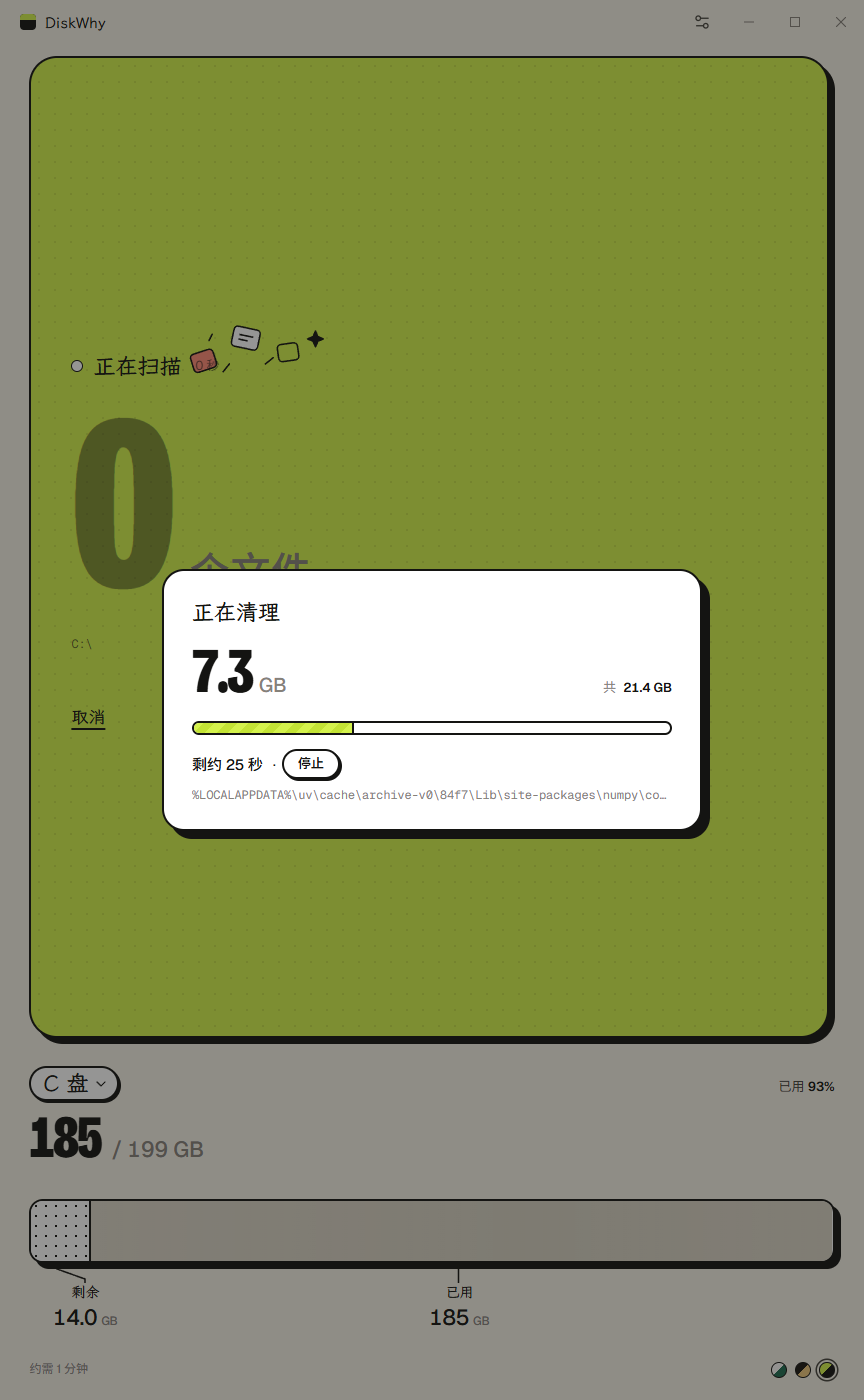 DiskWhy
正在扫描
0
个文件
C:\
取消
正在清理
7.3 GB
共 21.4 GB
剩约 25 秒 · 停止
%LOCALAPPDATA%\uv\cache\archive-v0\84f7\Lib\site-packages\numpy\co…
C 盘
已用 93%
185 / 199 GB
剩余
14.0 GB
已用
185 GB
约需 1 分钟